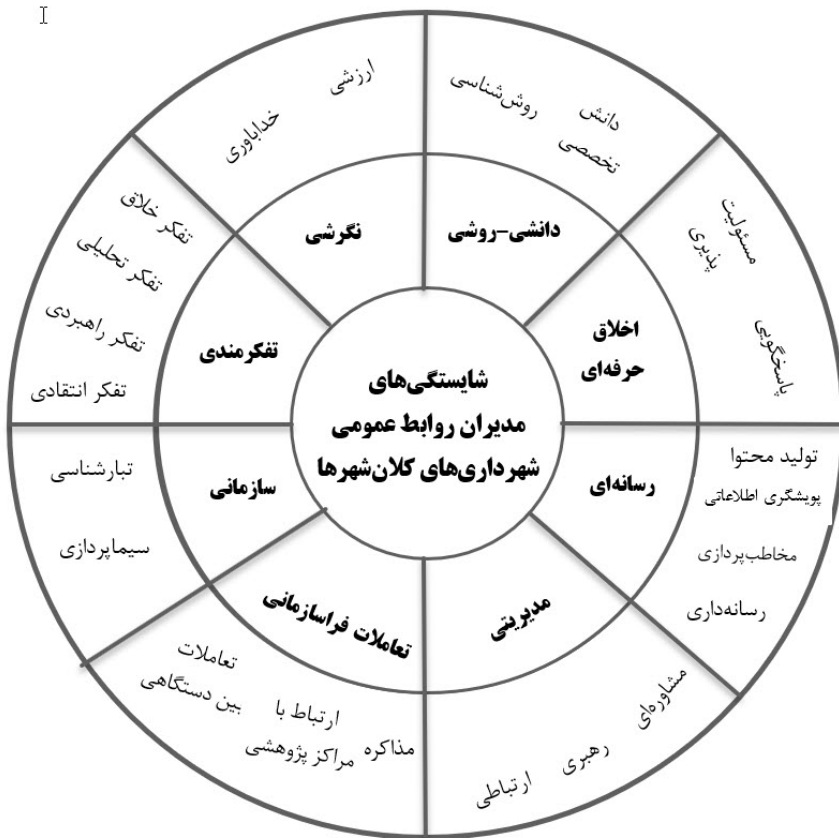 شایستگی‌های
مدیران روابط عمومی
شهرداری‌های کلان‌شهرها
دانشی-روشی
دانش
تخصصی
روش‌شناسی
اخلاق
حرفه‌ای
مسئولیت
پذیری
پاسخگویی
رسانه‌ای
تولید محتوا
پویشگری اطلاعاتی
مخاطب‌پردازی
رسانه‌داری
مدیریتی
مشاوره‌ای
رهبری
ارتباطی
تعاملات فراسازمانی
مذاکره
ارتباط با
مراکز پژوهشی
تعاملات
بین دستگاهی
سازمانی
تبارشناسی
سیماپردازی
تفکرمندی
تفکر خلاق
تفکر تحلیلی
تفکر راهبردی
تفکر انتقادی
نگرشی
ارزشی
خداباوری